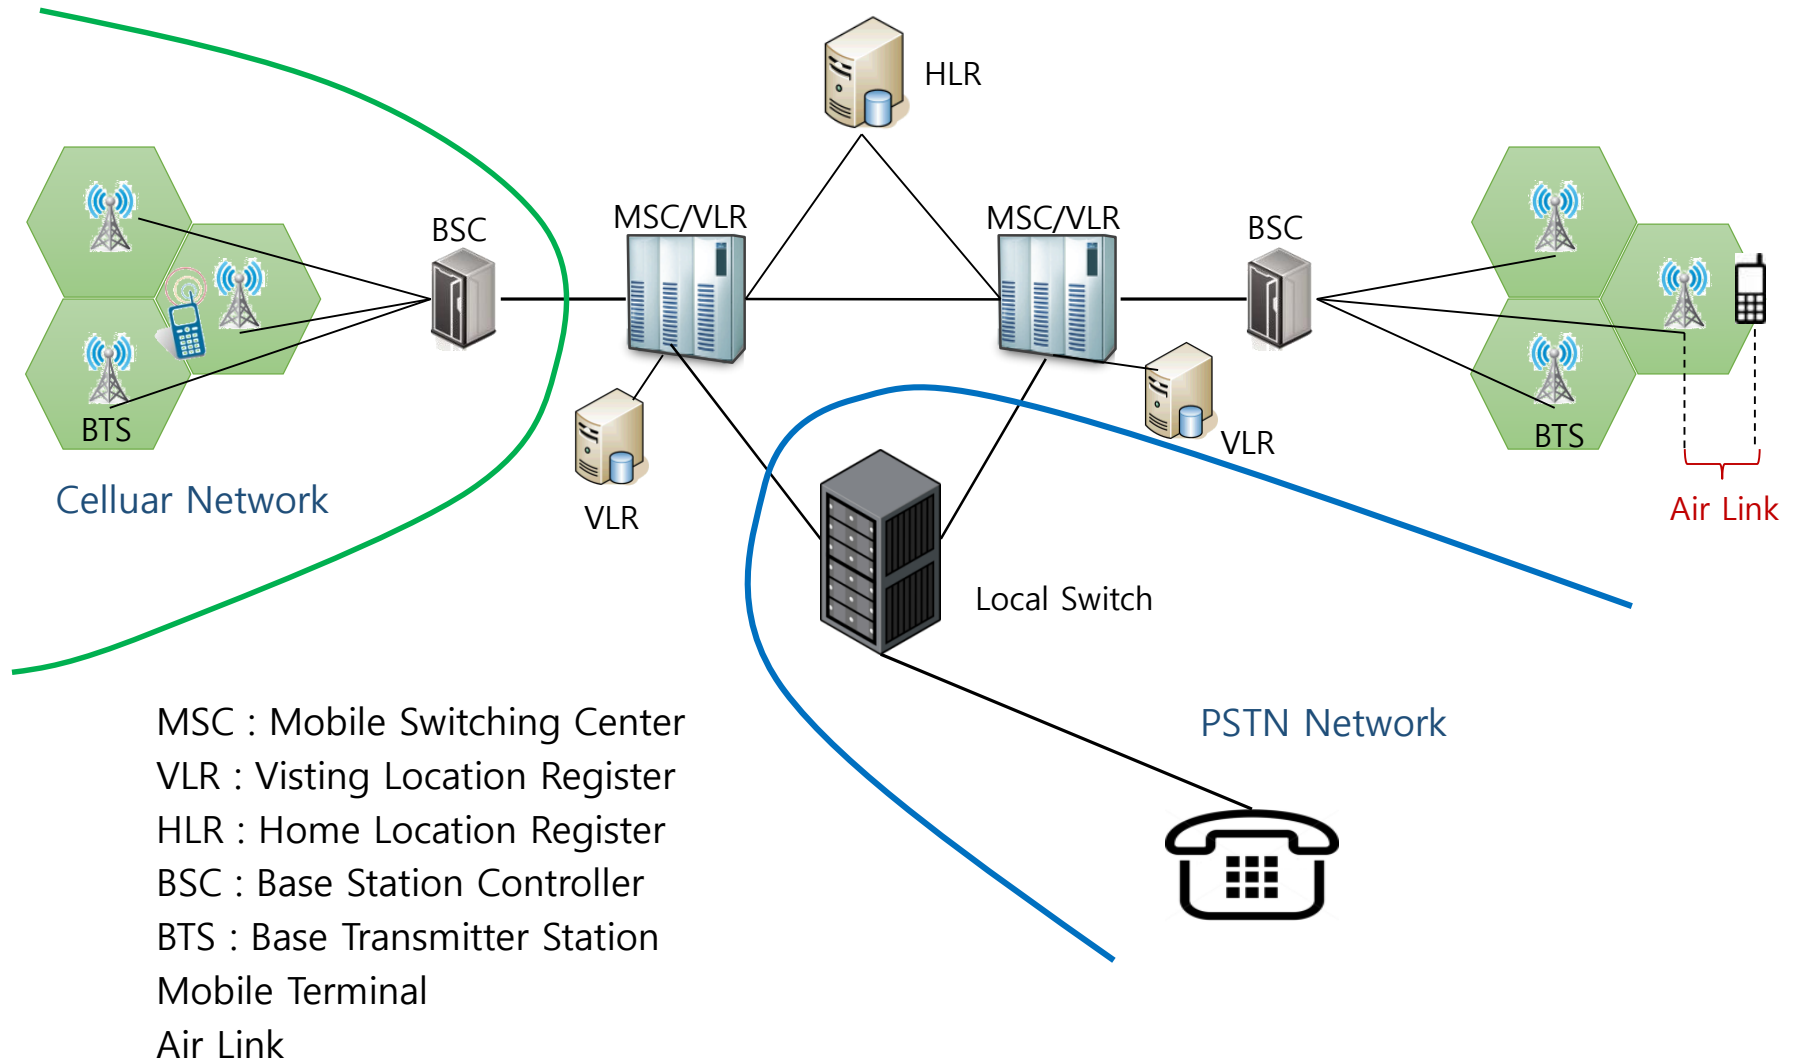 HLR
MSC/VLR
MSC/VLR
BSC
BSC
BTS
BTS
VLR
VLR
Celluar Network
Air Link
Local Switch
PSTN Network
MSC : Mobile Switching Center
VLR : Visting Location Register
HLR : Home Location Register
BSC : Base Station Controller
BTS : Base Transmitter Station
Mobile Terminal
Air Link